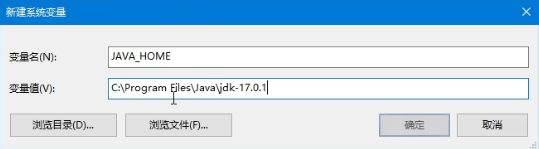 新建系统变量
变量名(N): JAVA_HOME
变量值(V): C:\Program Files\Java\jdk-17.0.1
浏览目录(D)... 浏览文件(F)... 确定 取消